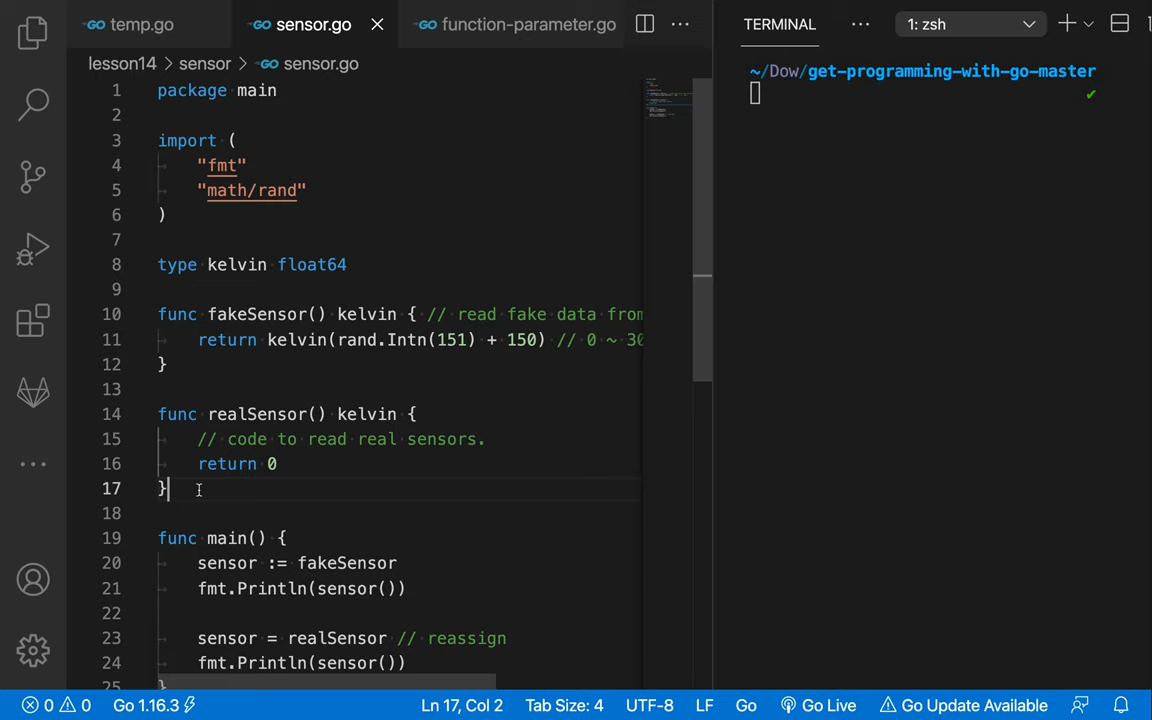 temp.go
sensor.go
function-parameter.go
TERMINAL
1: zsh
lesson14 > sensor > sensor.go
~/Dow/get-programming-with-go-master
1 package main
2
3 import (
4 "fmt"
5 "math/rand"
6 )
7
8 type kelvin float64
9
10 func fakeSensor() kelvin { // read fake data from
11 return kelvin(rand.Intn(151) + 150) // 0 ~ 30
12 }
13
14 func realSensor() kelvin {
15 // code to read real sensors.
16 return 0
17 }
18
19 func main() {
20 sensor := fakeSensor
21 fmt.Println(sensor())
22
23 sensor = realSensor // reassign
24 fmt.Println(sensor())
25 }
0 0 Go 1.16.3 Ln 17, Col 2 Tab Size: 4 UTF-8 LF Go Go Live Go Update Available